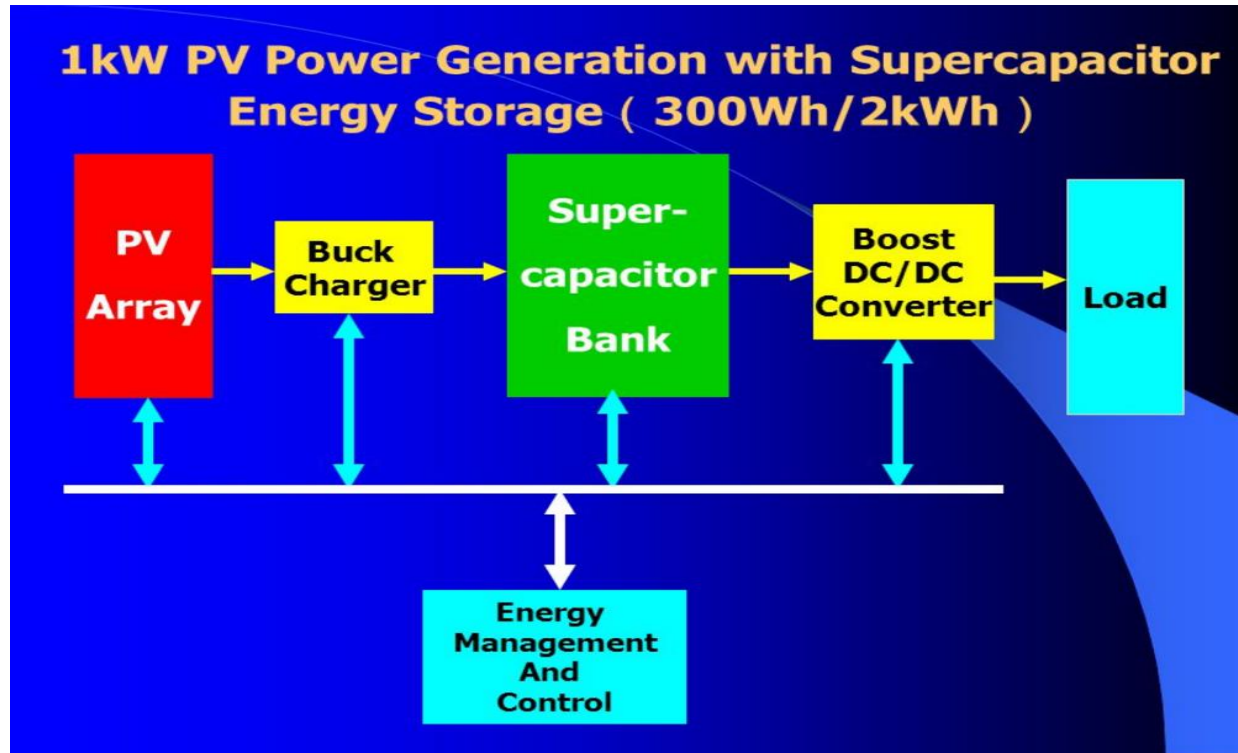 1kW PV Power Generation with Supercapacitor
Energy Storage ( 300Wh/2kWh )
PV
Array
Buck
Charger
Super-
capacitor
Bank
Boost
DC/DC
Converter
Load
Energy
Management
And
Control